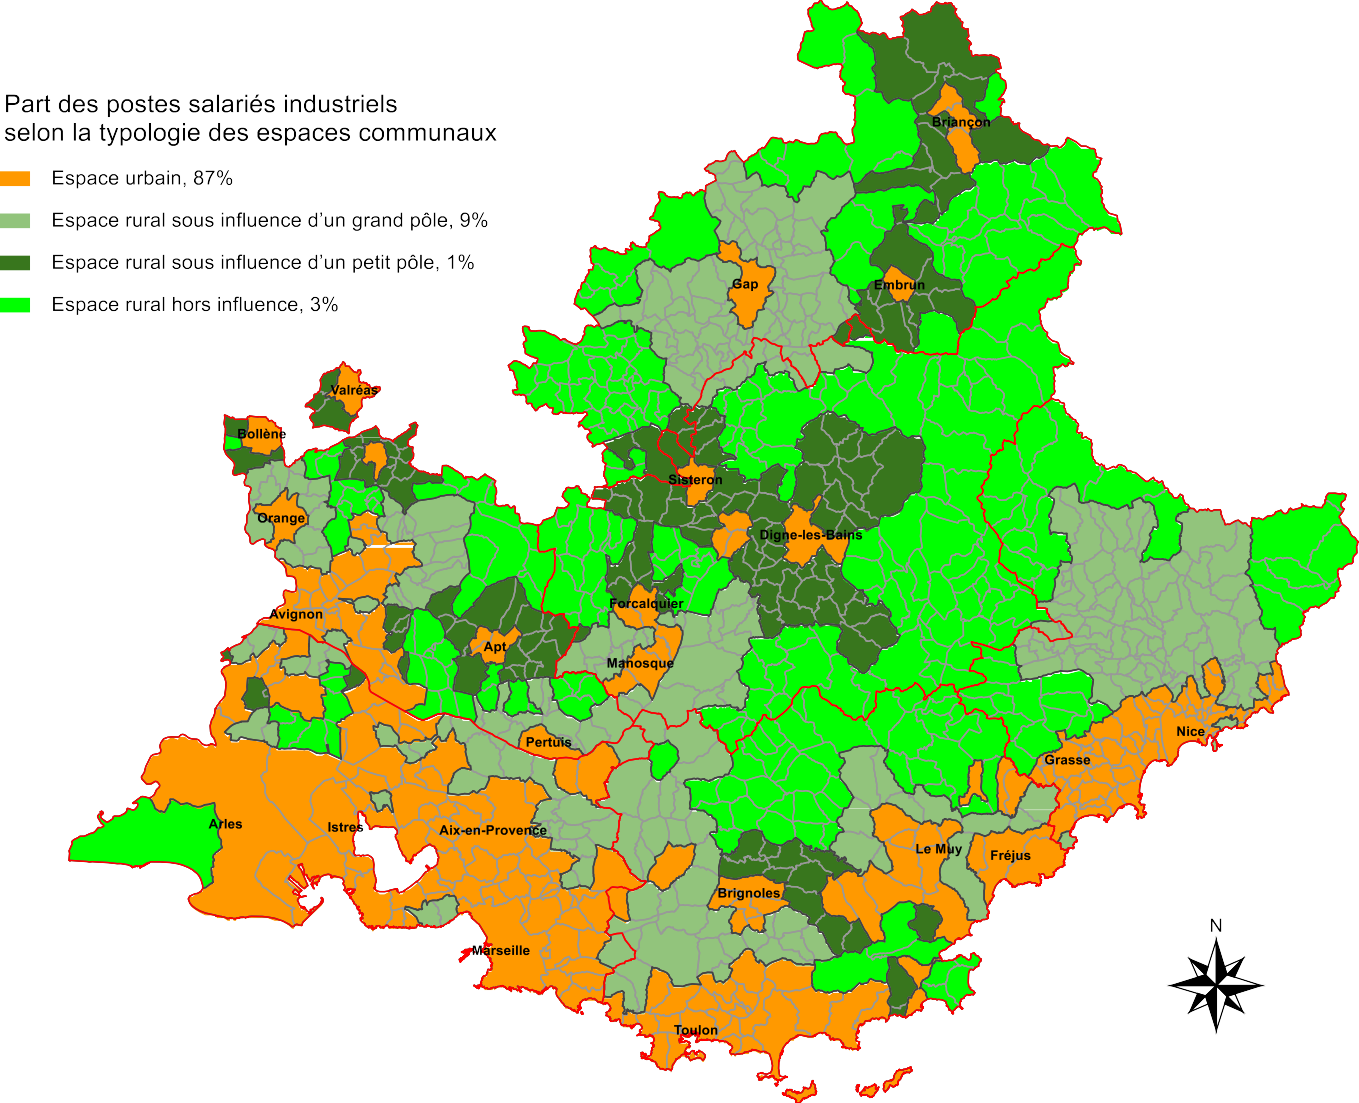 Part des postes salariés industriels
selon la typologie des espaces communaux
Espace urbain, 87%
Espace rural sous influence d’un grand pôle, 9%
Espace rural sous influence d’un petit pôle, 1%
Espace rural hors influence, 3%
Briançon
Gap
Embrun
Valréas
Bollène
Sisteron
Orange
Digne-les-Bains
Forcalquier
Avignon
Apt
Manosque
Nice
Pertuis
Grasse
Arles
Istres
Aix-en-Provence
Le Muy
Fréjus
Brignoles
N
Marseille
Toulon